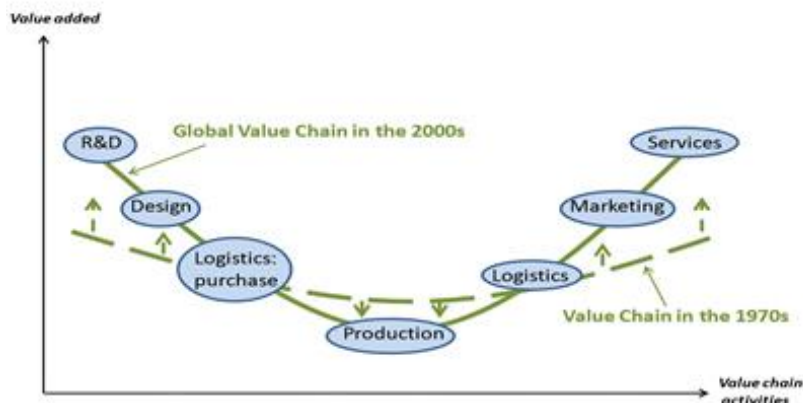 Value added
R&D
Global Value Chain in the 2000s
Services
Design
Marketing
Logistics:
purchase
Logistics
Production
Value Chain in the 1970s
Value chain
activities